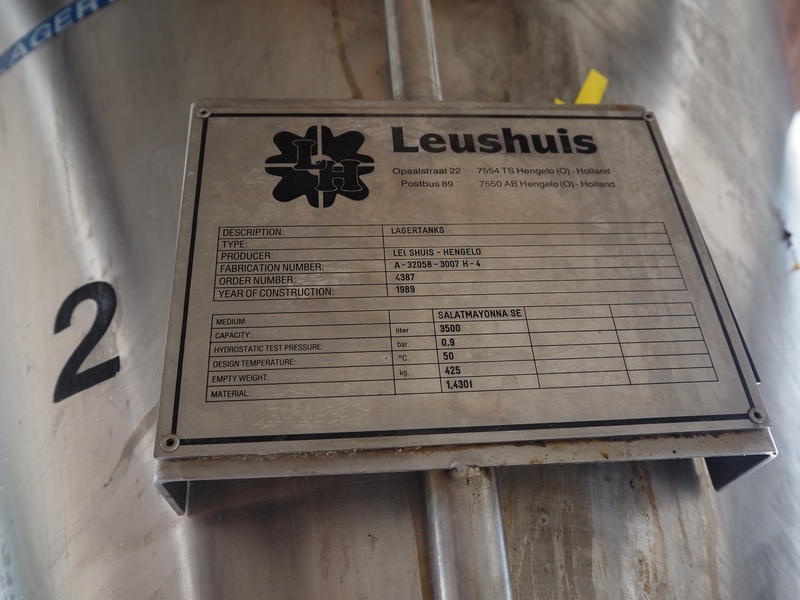 LAGER
LH
Leushuis
Opaalstraat 22 7554 TS Hengelo (O) - Holland
Postbus 89 7550 AB Hengelo (O) - Holland
DESCRIPTION: LAGERTANKS
TYPE:
PRODUCER: LEUSHUIS - HENGELO
FABRICATION NUMBER: A-32058-3007 H-4
ORDER NUMBER: 4387
YEAR OF CONSTRUCTION: 1989
MEDIUM: SALATMAYONNA SE
CAPACITY: liter 3500
HYDROSTATIC TEST PRESSURE: bar. 0.9
DESIGN TEMPERATURE: °C. 50
EMPTY WEIGHT: kg. 425
MATERIAL: 1,4301
2